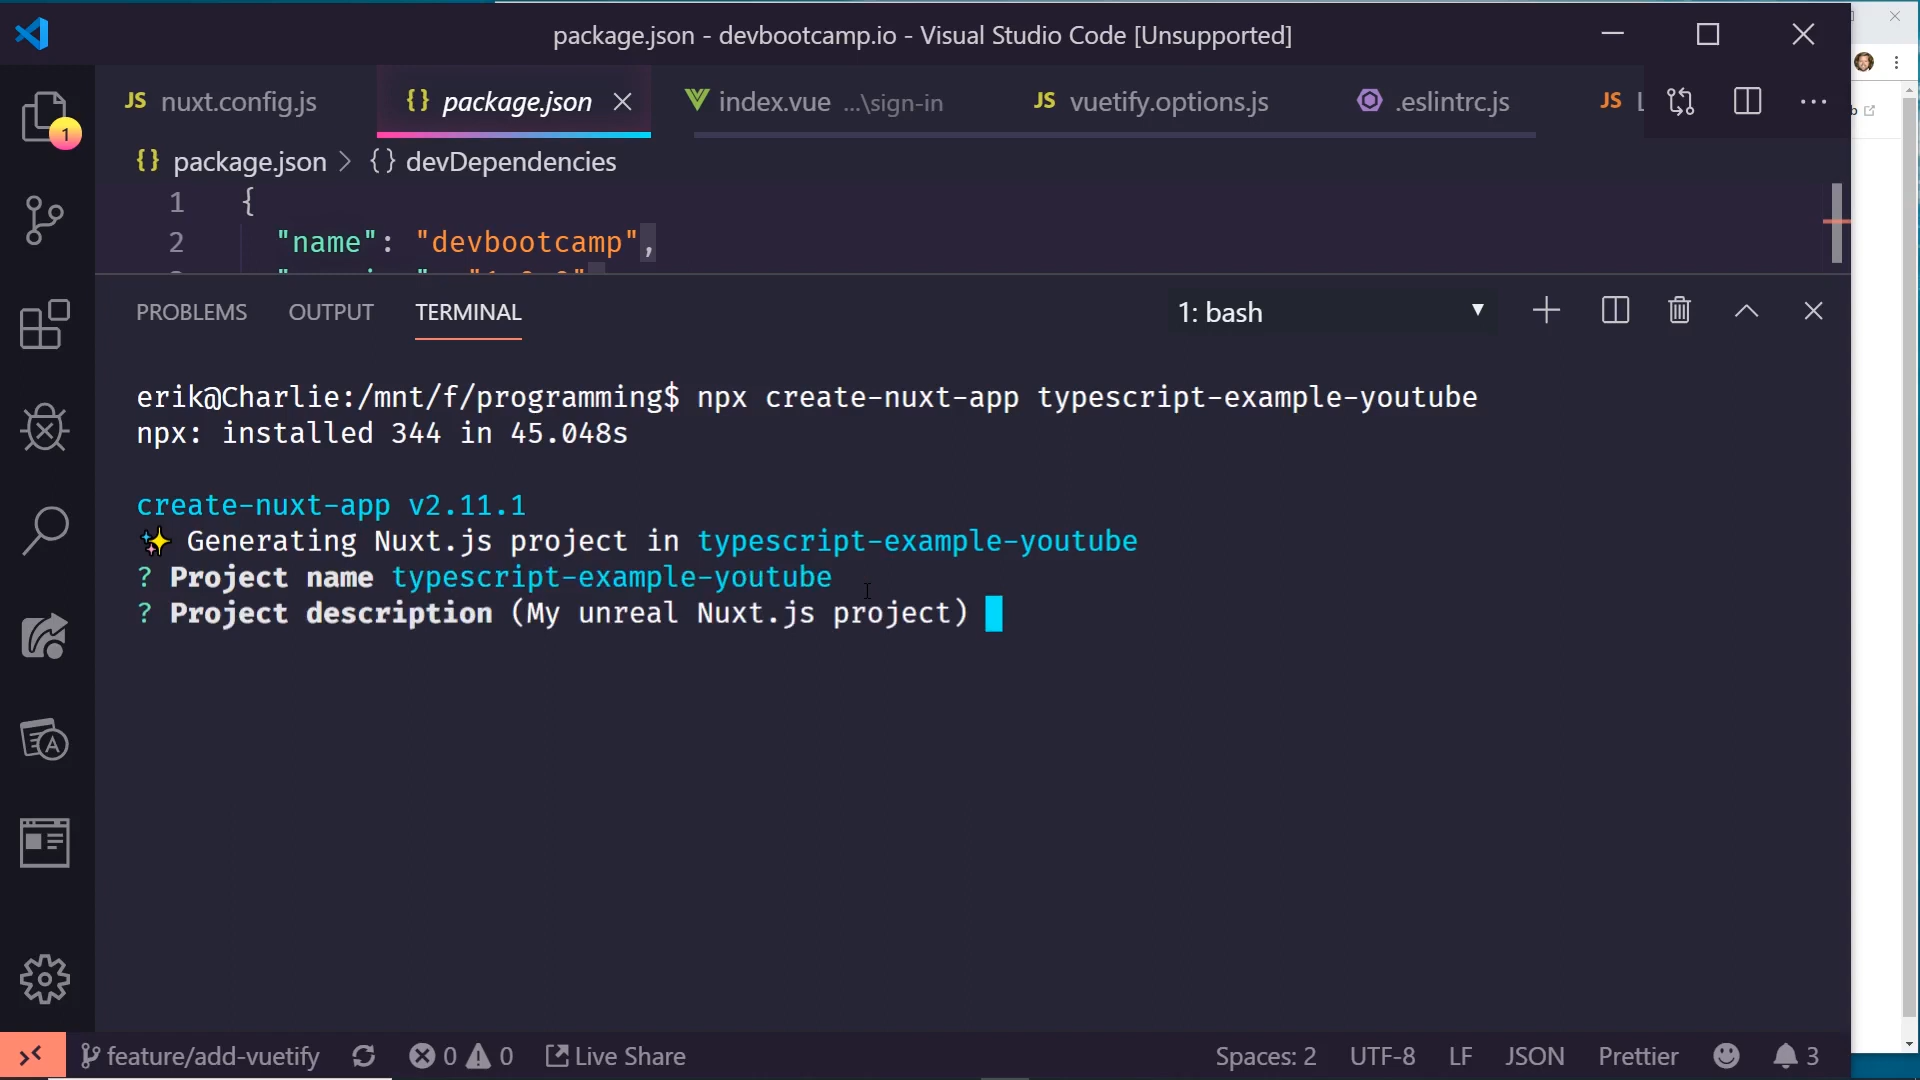 package.json - devbootcamp.io - Visual Studio Code [Unsupported]
JS nuxt.config.js {} package.json index.vue ...\sign-in JS vuetify.options.js .eslintrc.js JS
{} package.json > {} devDependencies
1 {
2 "name": "devbootcamp",
PROBLEMS OUTPUT TERMINAL 1: bash
erik@Charlie:/mnt/f/programming$ npx create-nuxt-app typescript-example-youtube
npx: installed 344 in 45.048s
create-nuxt-app v2.11.1
✨ Generating Nuxt.js project in typescript-example-youtube
? Project name typescript-example-youtube
? Project description (My unreal Nuxt.js project)
1
feature/add-vuetify 0 0 Live Share Spaces: 2 UTF-8 LF JSON Prettier 3